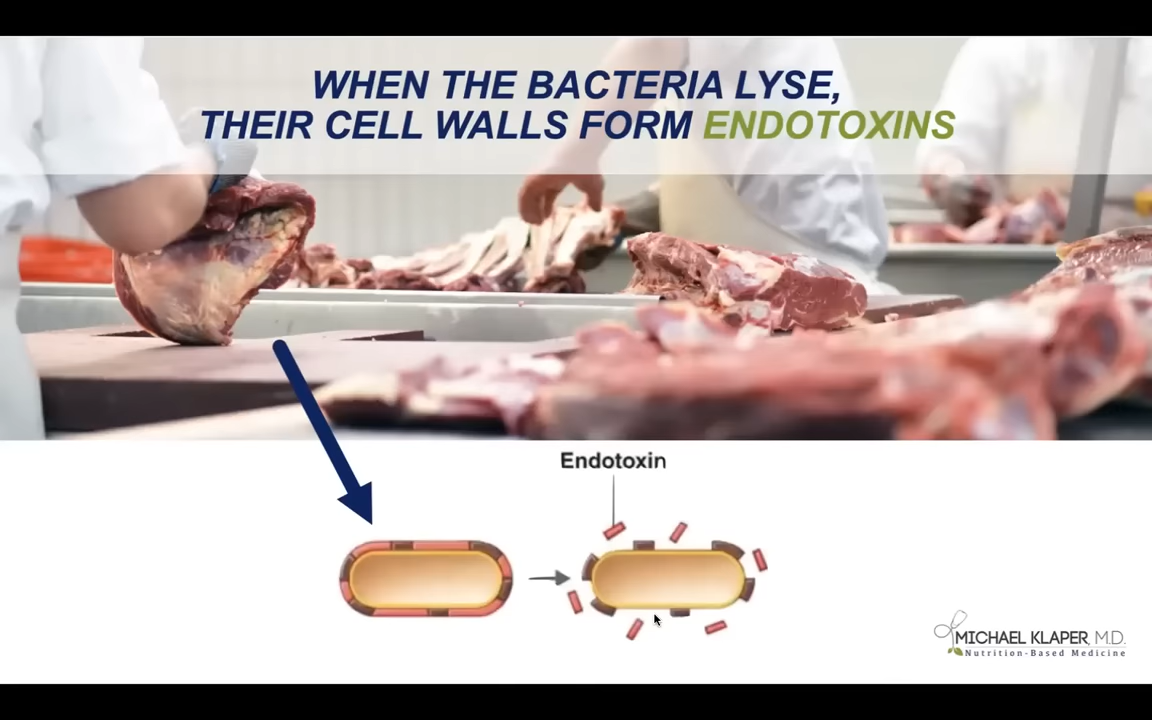 WHEN THE BACTERIA LYSE,
THEIR CELL WALLS FORM ENDOTOXINS
Endotoxin
MICHAEL KLAPER, M.D.
Nutrition-Based Medicine